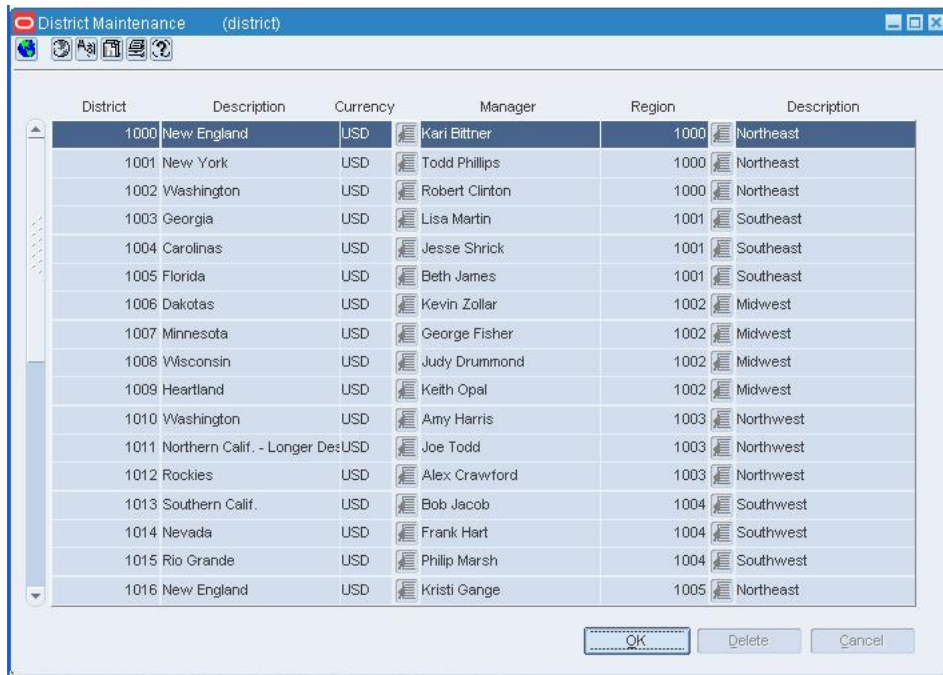 District Maintenance (district)
District Description Currency Manager Region Description
1000 New England USD Kari Bittner 1000 Northeast
1001 New York USD Todd Phillips 1000 Northeast
1002 Washington USD Robert Clinton 1000 Northeast
1003 Georgia USD Lisa Martin 1001 Southeast
1004 Carolinas USD Jesse Shrick 1001 Southeast
1005 Florida USD Beth James 1001 Southeast
1006 Dakotas USD Kevin Zollar 1002 Midwest
1007 Minnesota USD George Fisher 1002 Midwest
1008 Wisconsin USD Judy Drummond 1002 Midwest
1009 Heartland USD Keith Opal 1002 Midwest
1010 Washington USD Amy Harris 1003 Northwest
1011 Northern Calif. - Longer Des USD Joe Todd 1003 Northwest
1012 Rockies USD Alex Crawford 1003 Northwest
1013 Southern Calif. USD Bob Jacob 1004 Southwest
1014 Nevada USD Frank Hart 1004 Southwest
1015 Rio Grande USD Philip Marsh 1004 Southwest
1016 New England USD Kristi Gange 1005 Northeast
OK Delete Cancel